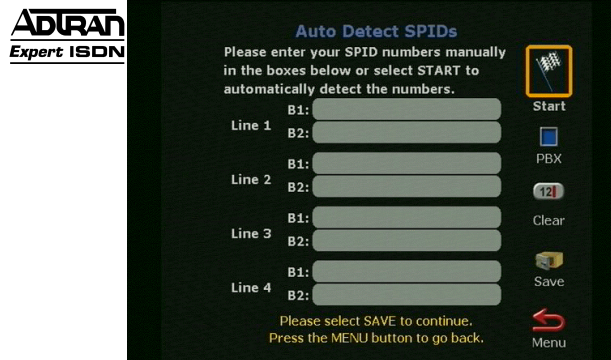 ADTRAN
Expert ISDN
Auto Detect SPIDs
Please enter your SPID numbers manually
in the boxes below or select START to
automatically detect the numbers.
Line 1
B1:
B2:
Line 2
B1:
B2:
Line 3
B1:
B2:
Line 4
B1:
B2:
Please select SAVE to continue.
Press the MENU button to go back.
Start
PBX
12
Clear
Save
Menu